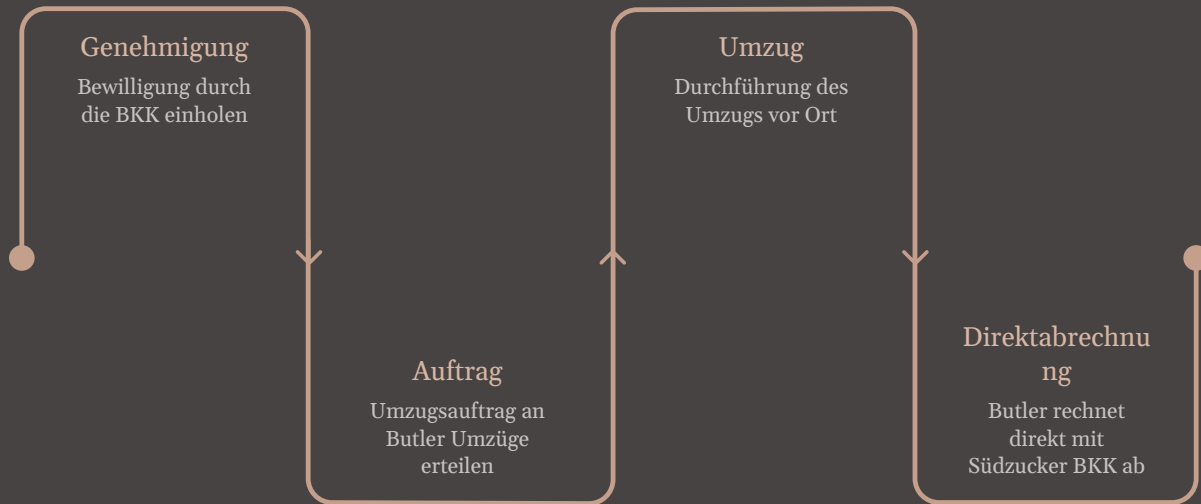 Genehmigung
Bewilligung durch
die BKK einholen
Auftrag
Umzugsauftrag an
Butler Umzüge
erteilen
Umzug
Durchführung des
Umzugs vor Ort
Direktabrechnu
ng
Butler rechnet
direkt mit
Südzucker BKK ab